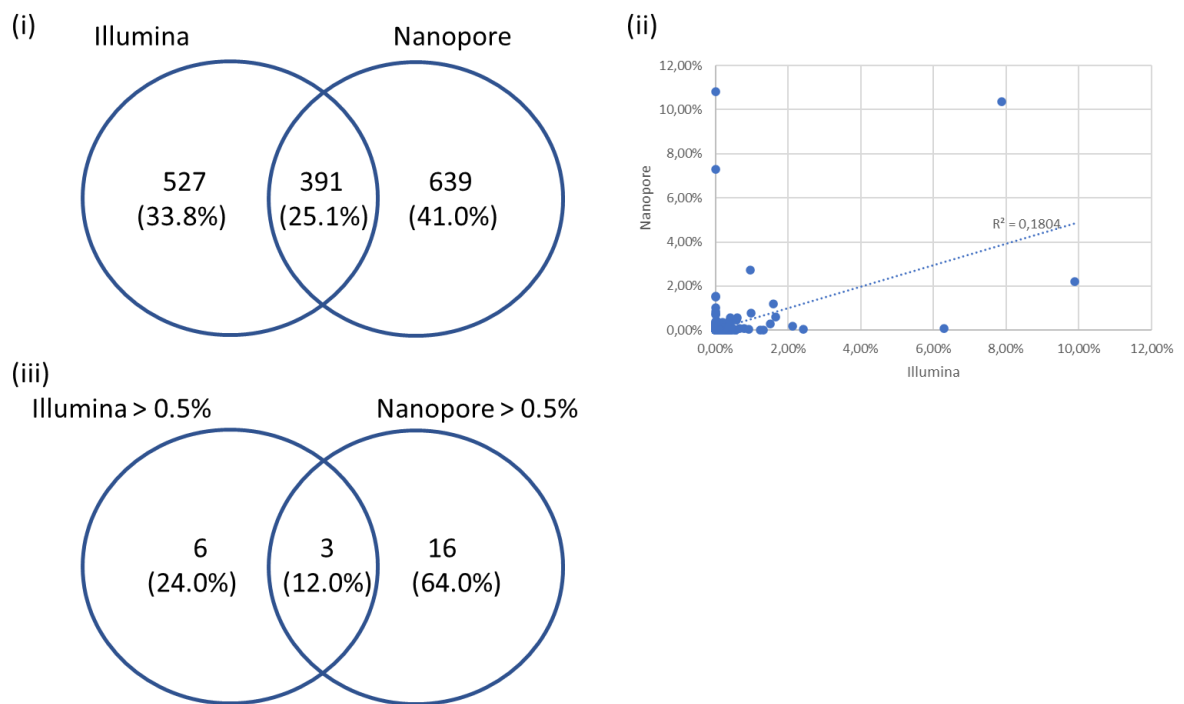 (i)
Illumina
Nanopore
527
(33.8%)
391
(25.1%)
639
(41.0%)
(ii)
12,00%
10,00%
8,00%
6,00%
4,00%
2,00%
0,00%
Nanopore
R² = 0,1804
0,00%
2,00%
4,00%
6,00%
8,00%
10,00%
12,00%
Illumina
(iii)
Illumina > 0.5%
Nanopore > 0.5%
6
(24.0%)
3
(12.0%)
16
(64.0%)